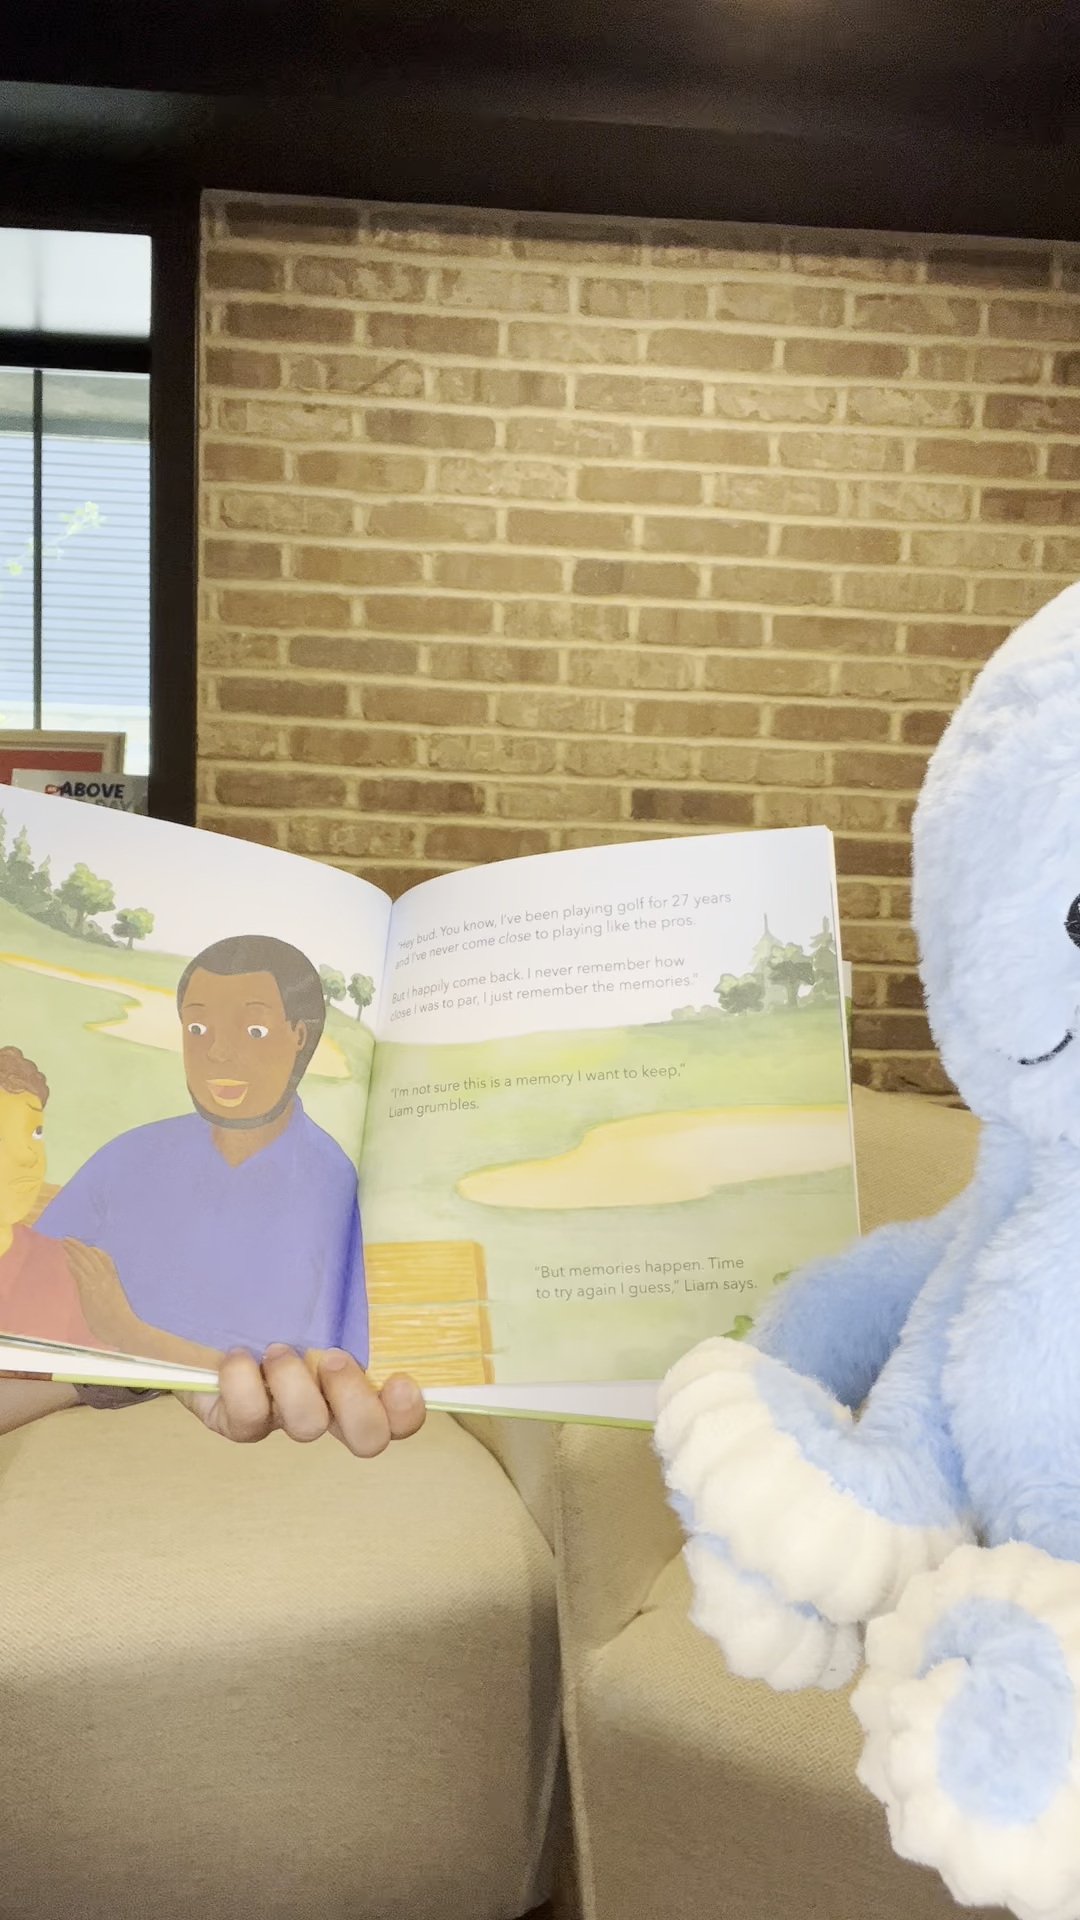 ABOVE
DAY
"Hey bud. You know, I've been playing golf for 27 years
and I've never come close to playing like the pros.
But I happily come back. I never remember how
close I was to par, I just remember the memories."
"I'm not sure this is a memory I want to keep,"
Liam grumbles.
"But memories happen. Time
to try again I guess," Liam says.